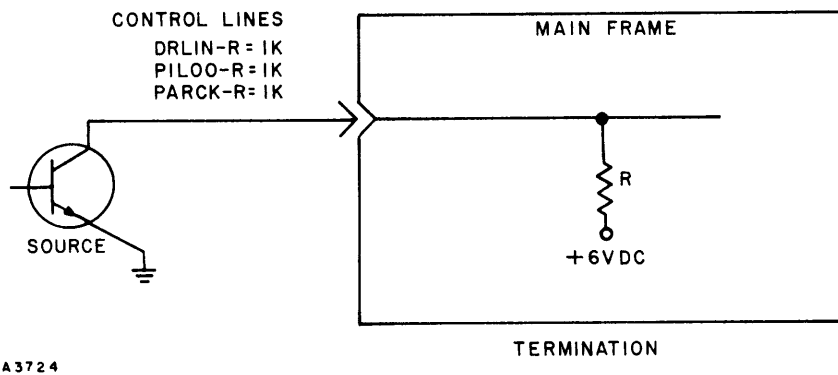 CONTROL LINES
DRLIN-R=1K
PILOO-R=1K
PARCK-R=1K
MAIN FRAME
SOURCE
R
+6VDC
TERMINATION
A3724